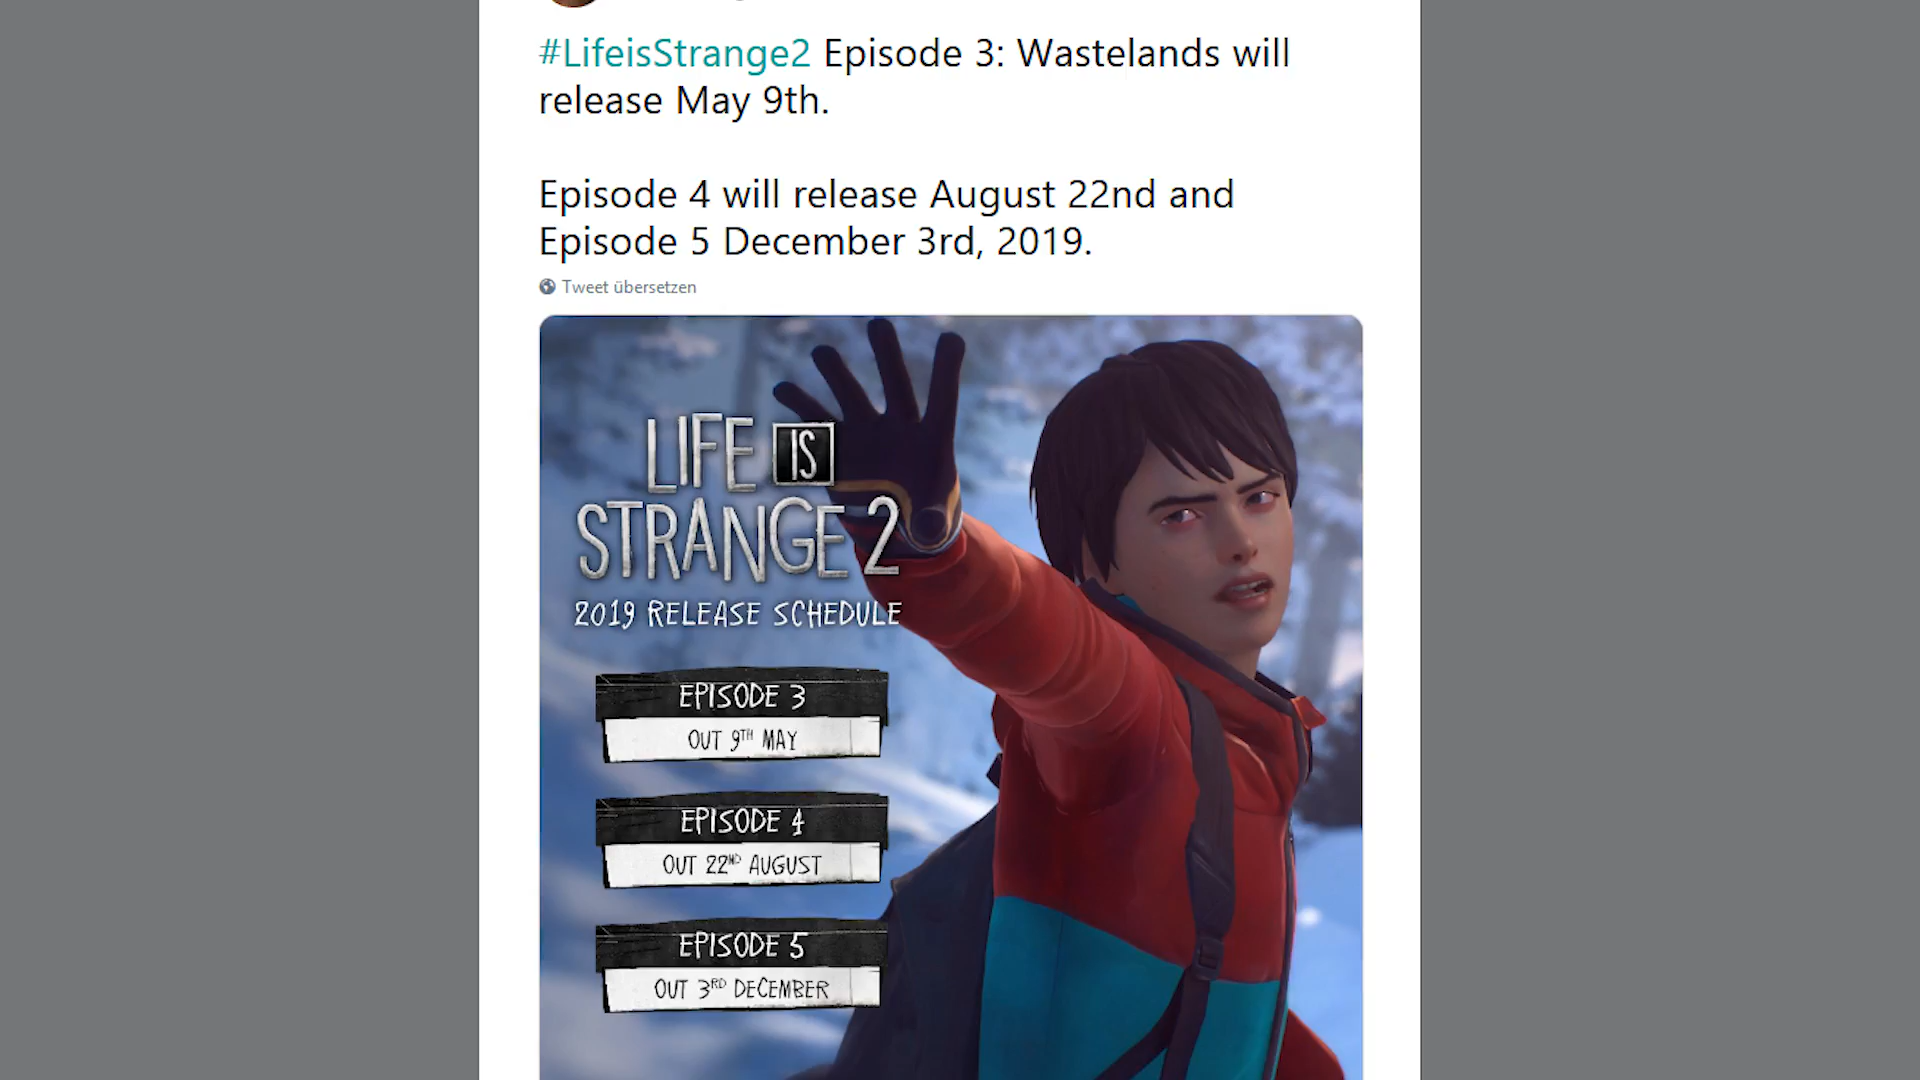 #LifeisStrange2 Episode 3: Wastelands will
release May 9th.
Episode 4 will release August 22nd and
Episode 5 December 3rd, 2019.
Tweet übersetzen
LIFE IS
STRANGE 2
2019 RELEASE SCHEDULE
EPISODE 3
OUT 9TH MAY
EPISODE 4
OUT 22ND AUGUST
EPISODE 5
OUT 3RD DECEMBER